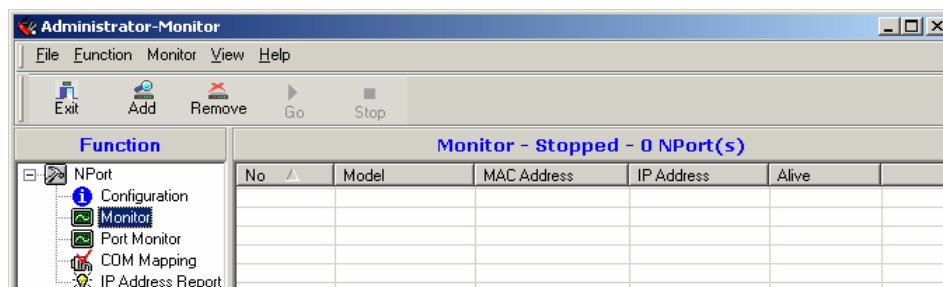 Administrator-Monitor
File Function Monitor View Help
Exit Add Remove Go Stop
Function
Monitor - Stopped - 0 NPort(s)
No Model MAC Address IP Address Alive
NPort
Configuration
Monitor
Port Monitor
COM Mapping
IP Address Report